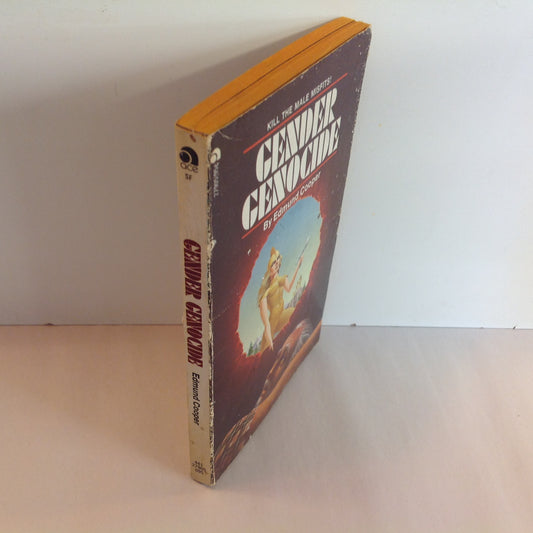 ace
SF
GENDER GENOCIDE
Edmund Cooper
KILL THE MALE MISFITS!
GENDER
GENOCIDE
By Edmund Cooper